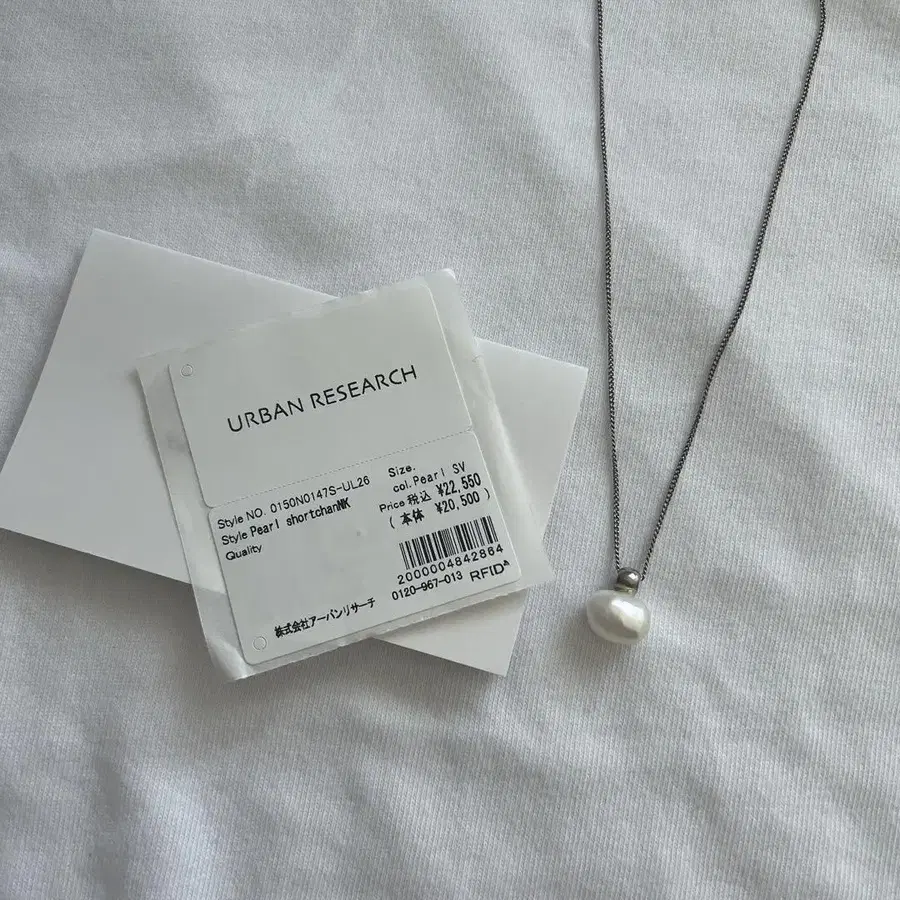 URBAN RESEARCH
Style NO. 0150N0147S-UL26
Style Pearl shortchanNK
Quality
Size.
col. Pearl SV
Price 税込 ¥22,550
( 本体 ¥20,500 )
2000004842864
0120-967-013 RFID
株式会社アーバンリサーチ